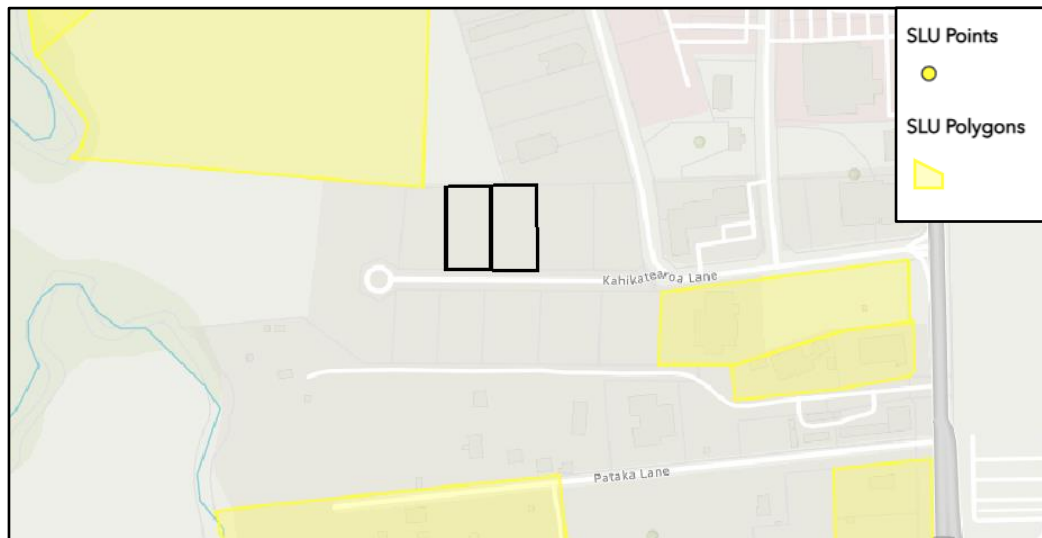 SLU Points
SLU Polygons
Kahikatearoa Lane
Pataka Lane